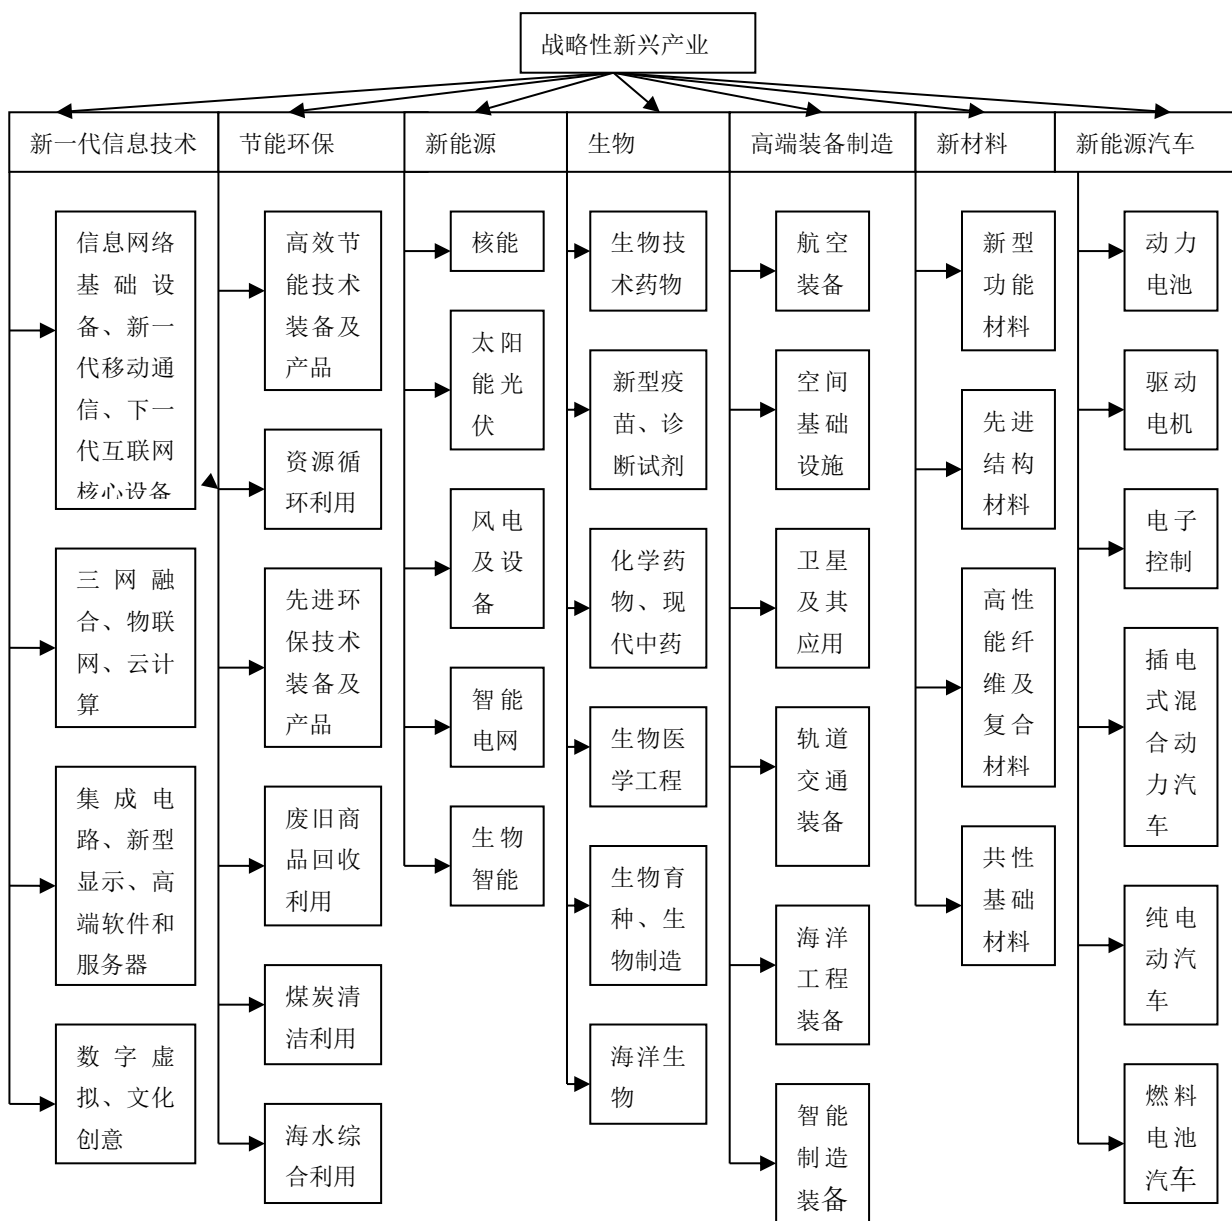 战略性新兴产业
新一代信息技术
节能环保
新能源
生物
高端装备制造
新材料
新能源汽车
信息网络
基础设
备、新一
代移动通
信、下一
代互联网
核心设备
三网融
合、物联
网、云计
算
集成电
路、新型
显示、高
端软件和
服务器
数字虚
拟、文化
创意
高效节
能技术
装备及
产品
资源循
环利用
先进环
保技术
装备及
产品
废旧商
品回收
利用
煤炭清
洁利用
海水综
合利用
核能
太阳
能光
伏
风电
及设
备
智能
电网
生物
智能
生物技
术药物
新型疫
苗、诊
断试剂
化学药
物、现
代中药
生物医
学工程
生物育
种、生
物制造
海洋生
物
航空
装备
空间
基础
设施
卫星
及其
应用
轨道
交通
装备
海洋
工程
装备
智能
制造
装备
新型
功能
材料
先进
结构
材料
高性
能纤
维及
复合
材料
共性
基础
材料
动力
电池
驱动
电机
电子
控制
插电
式混
合动
力汽
车
纯电
动汽
车
燃料
电池
汽车